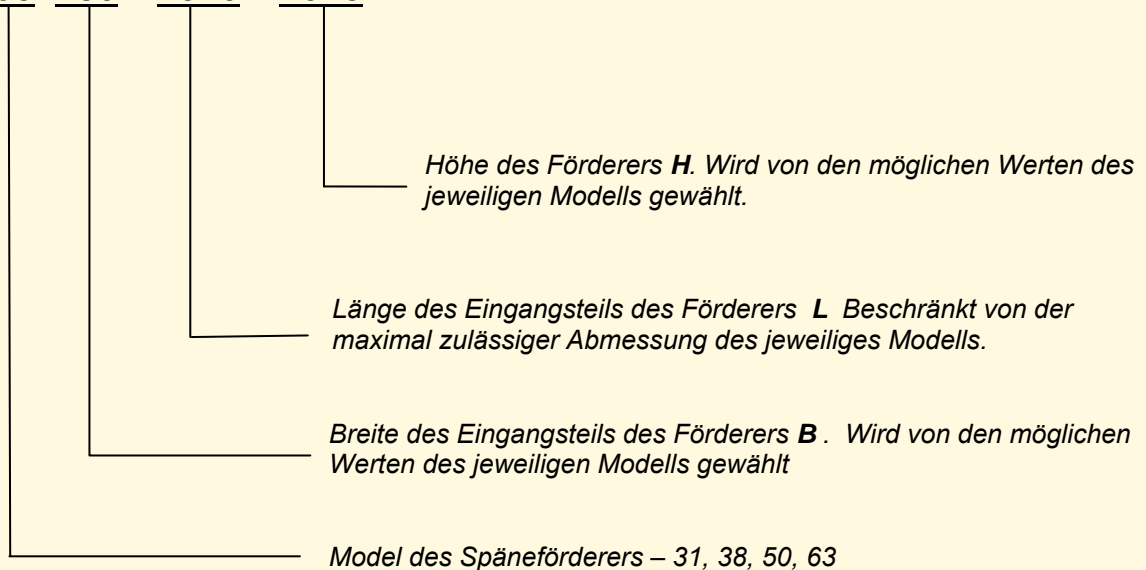 Höhe des Förderers H. Wird von den möglichen Werten des
jeweiligen Modells gewählt.
Länge des Eingangsteils des Förderers L Beschränkt von der
maximal zulässiger Abmessung des jeweiliges Modells.
Breite des Eingangsteils des Förderers B . Wird von den möglichen
Werten des jeweiligen Modells gewählt
Model des Späneförderers – 31, 38, 50, 63